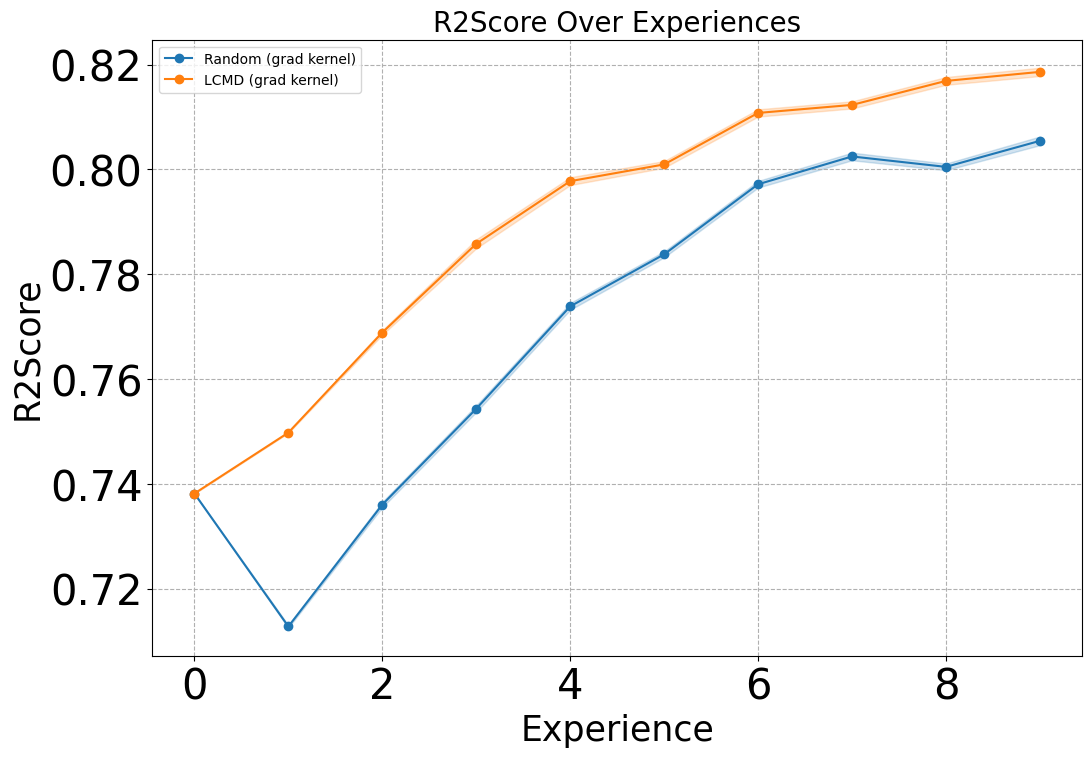 R2Score Over Experiences
Random (grad kernel)
LCMD (grad kernel)
0.82
0.80
0.78
0.76
0.74
0.72
R2Score
0 2 4 6 8
Experience